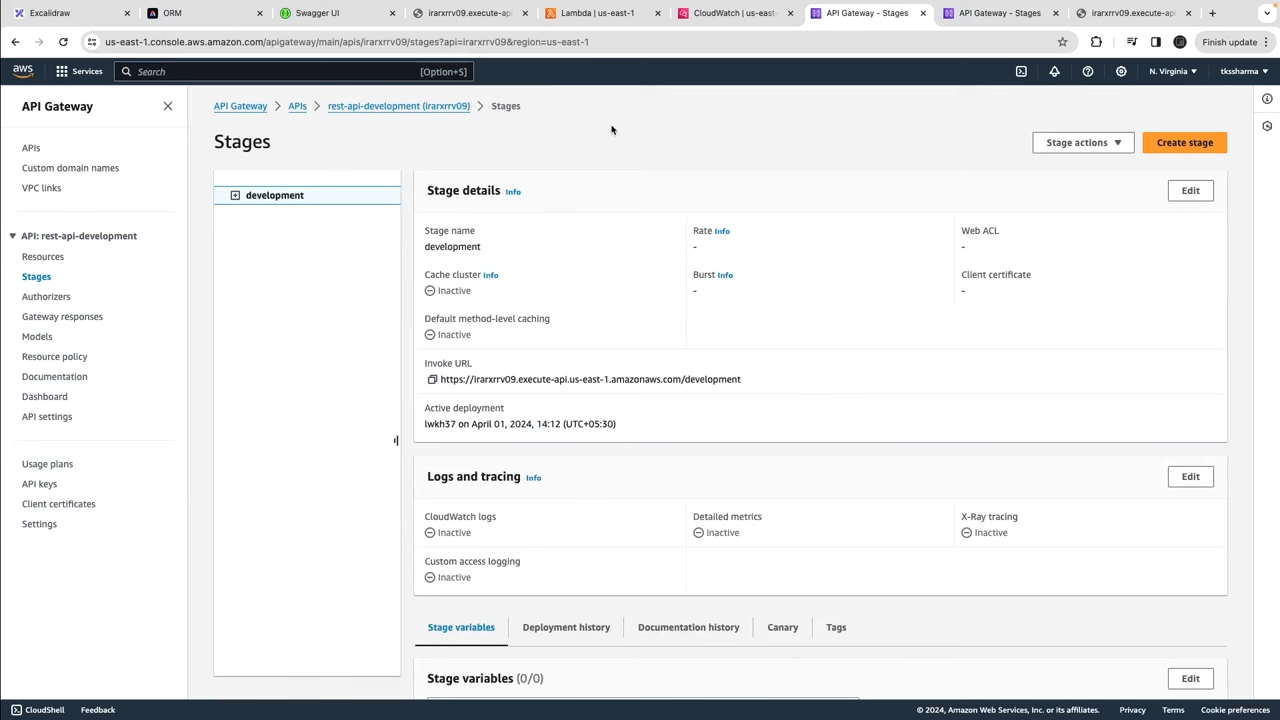 Excalidraw
ORM
Swagger UI
irarxrrv09.execute-api.us-e
Lambda | us-east-1
CloudWatch | us-east-
API Gateway - Stages
API Gateway - Stages
irarxrrv09.execute-api.us-e
us-east-1.console.aws.amazon.com/apigateway/main/apis/irarxrrv09/stages?api=irarxrrv09&region=us-east-1
Finish update
aws
Services
Search
[Option+S]
N. Virginia
tkssharma
API Gateway
API Gateway
APIs
rest-api-development (irarxrrv09)
Stages
Stages
Stage actions
Create stage
APIs
Custom domain names
VPC links
API: rest-api-development
Resources
Stages
Authorizers
Gateway responses
Models
Resource policy
Documentation
Dashboard
API settings
Usage plans
API keys
Client certificates
Settings
development
Stage details Info
Edit
Stage name
development
Rate Info
-
Web ACL
-
Cache cluster Info
Inactive
Burst Info
-
Client certificate
-
Default method-level caching
Inactive
Invoke URL
https://irarxrrv09.execute-api.us-east-1.amazonaws.com/development
Active deployment
lwkh37 on April 01, 2024, 14:12 (UTC+05:30)
Logs and tracing Info
Edit
CloudWatch logs
Inactive
Detailed metrics
Inactive
X-Ray tracing
Inactive
Custom access logging
Inactive
Stage variables
Deployment history
Documentation history
Canary
Tags
Stage variables (0/0)
Edit
CloudShell
Feedback
© 2024, Amazon Web Services, Inc. or its affiliates.
Privacy
Terms
Cookie preferences